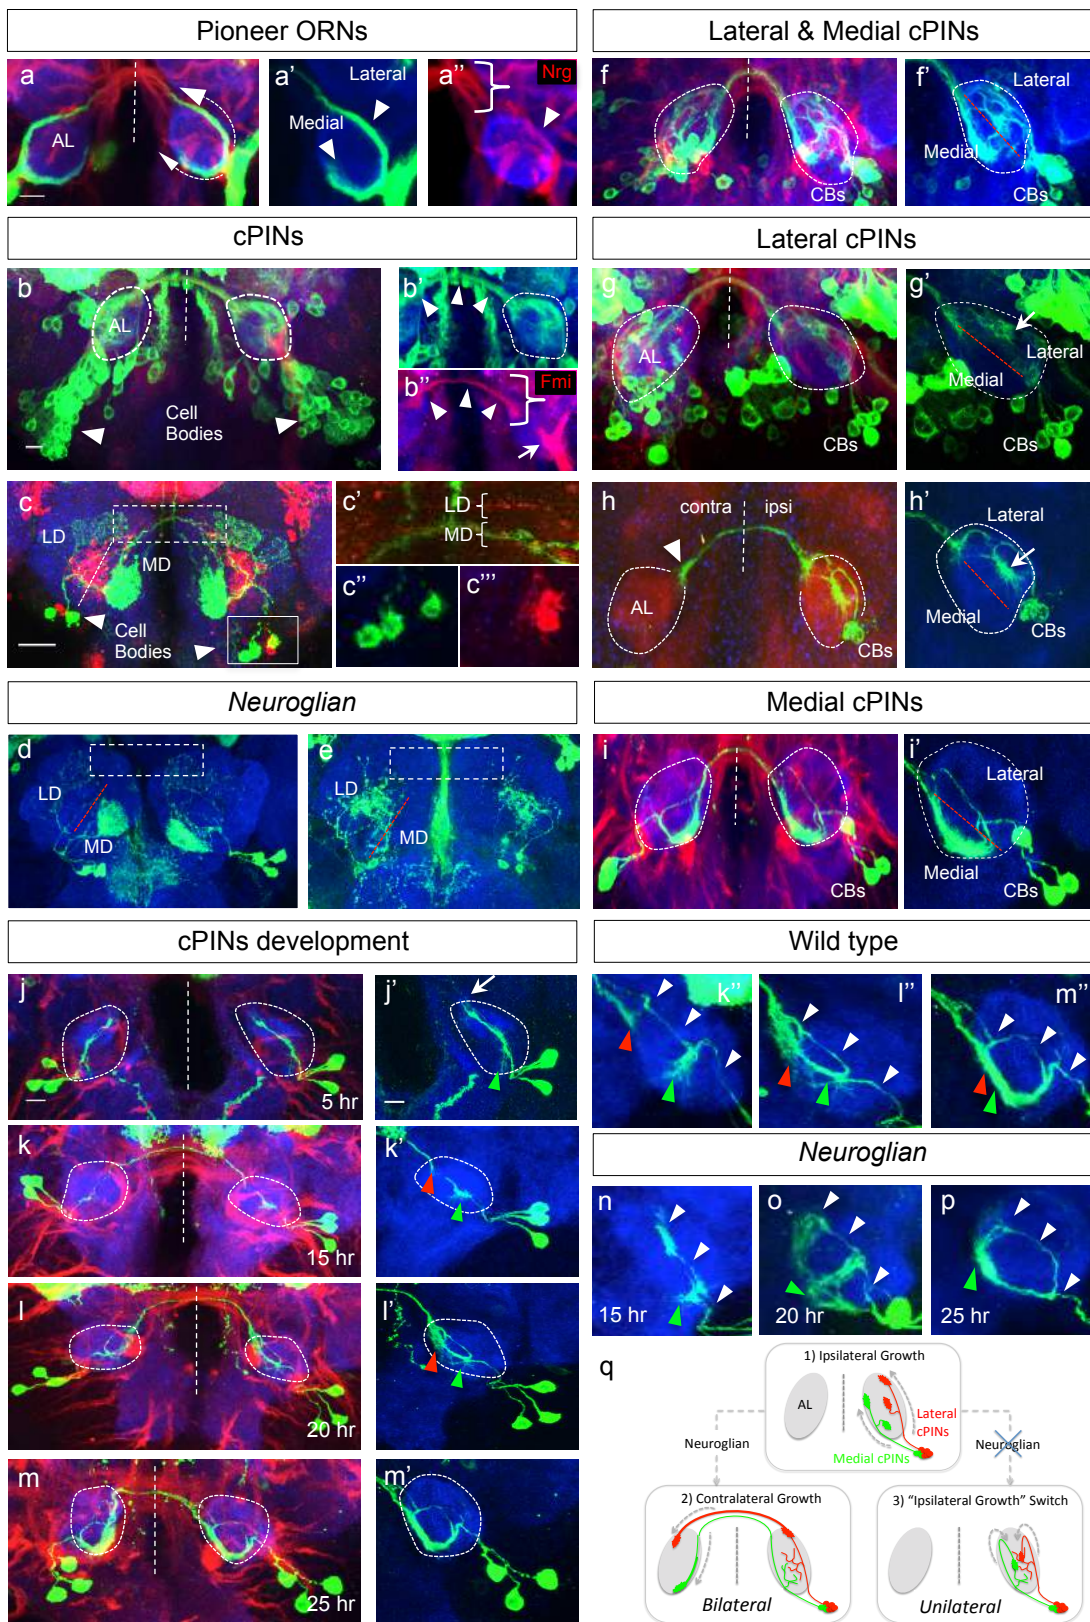 Pioneer ORNs
a
AL
a'
Lateral
Medial
a''
Nrg
cPINs
b
AL
Cell
Bodies
b'
b''
Fmi
c
LD
MD
Cell
Bodies
c'
LD
MD
c''
c'''
Neuroglian
d
LD
MD
e
LD
MD
cPINs development
j
5 hr
j'
k
15 hr
k'
l
20 hr
l'
m
25 hr
m'
Lateral & Medial cPINs
f
CBs
f'
Lateral
Medial
CBs
Lateral cPINs
g
AL
CBs
g'
Lateral
Medial
CBs
h
contra
ipsi
AL
CBs
h'
Lateral
Medial
CBs
Medial cPINs
i
CBs
i'
Lateral
Medial
CBs
Wild type
k''
l''
m''
Neuroglian
n
15 hr
o
20 hr
p
25 hr
q
1) Ipsilateral Growth
AL
Lateral
cPINs
Medial cPINs
Neuroglian
Neuroglian
2) Contralateral Growth
Bilateral
3) “Ipsilateral Growth” Switch
Unilateral